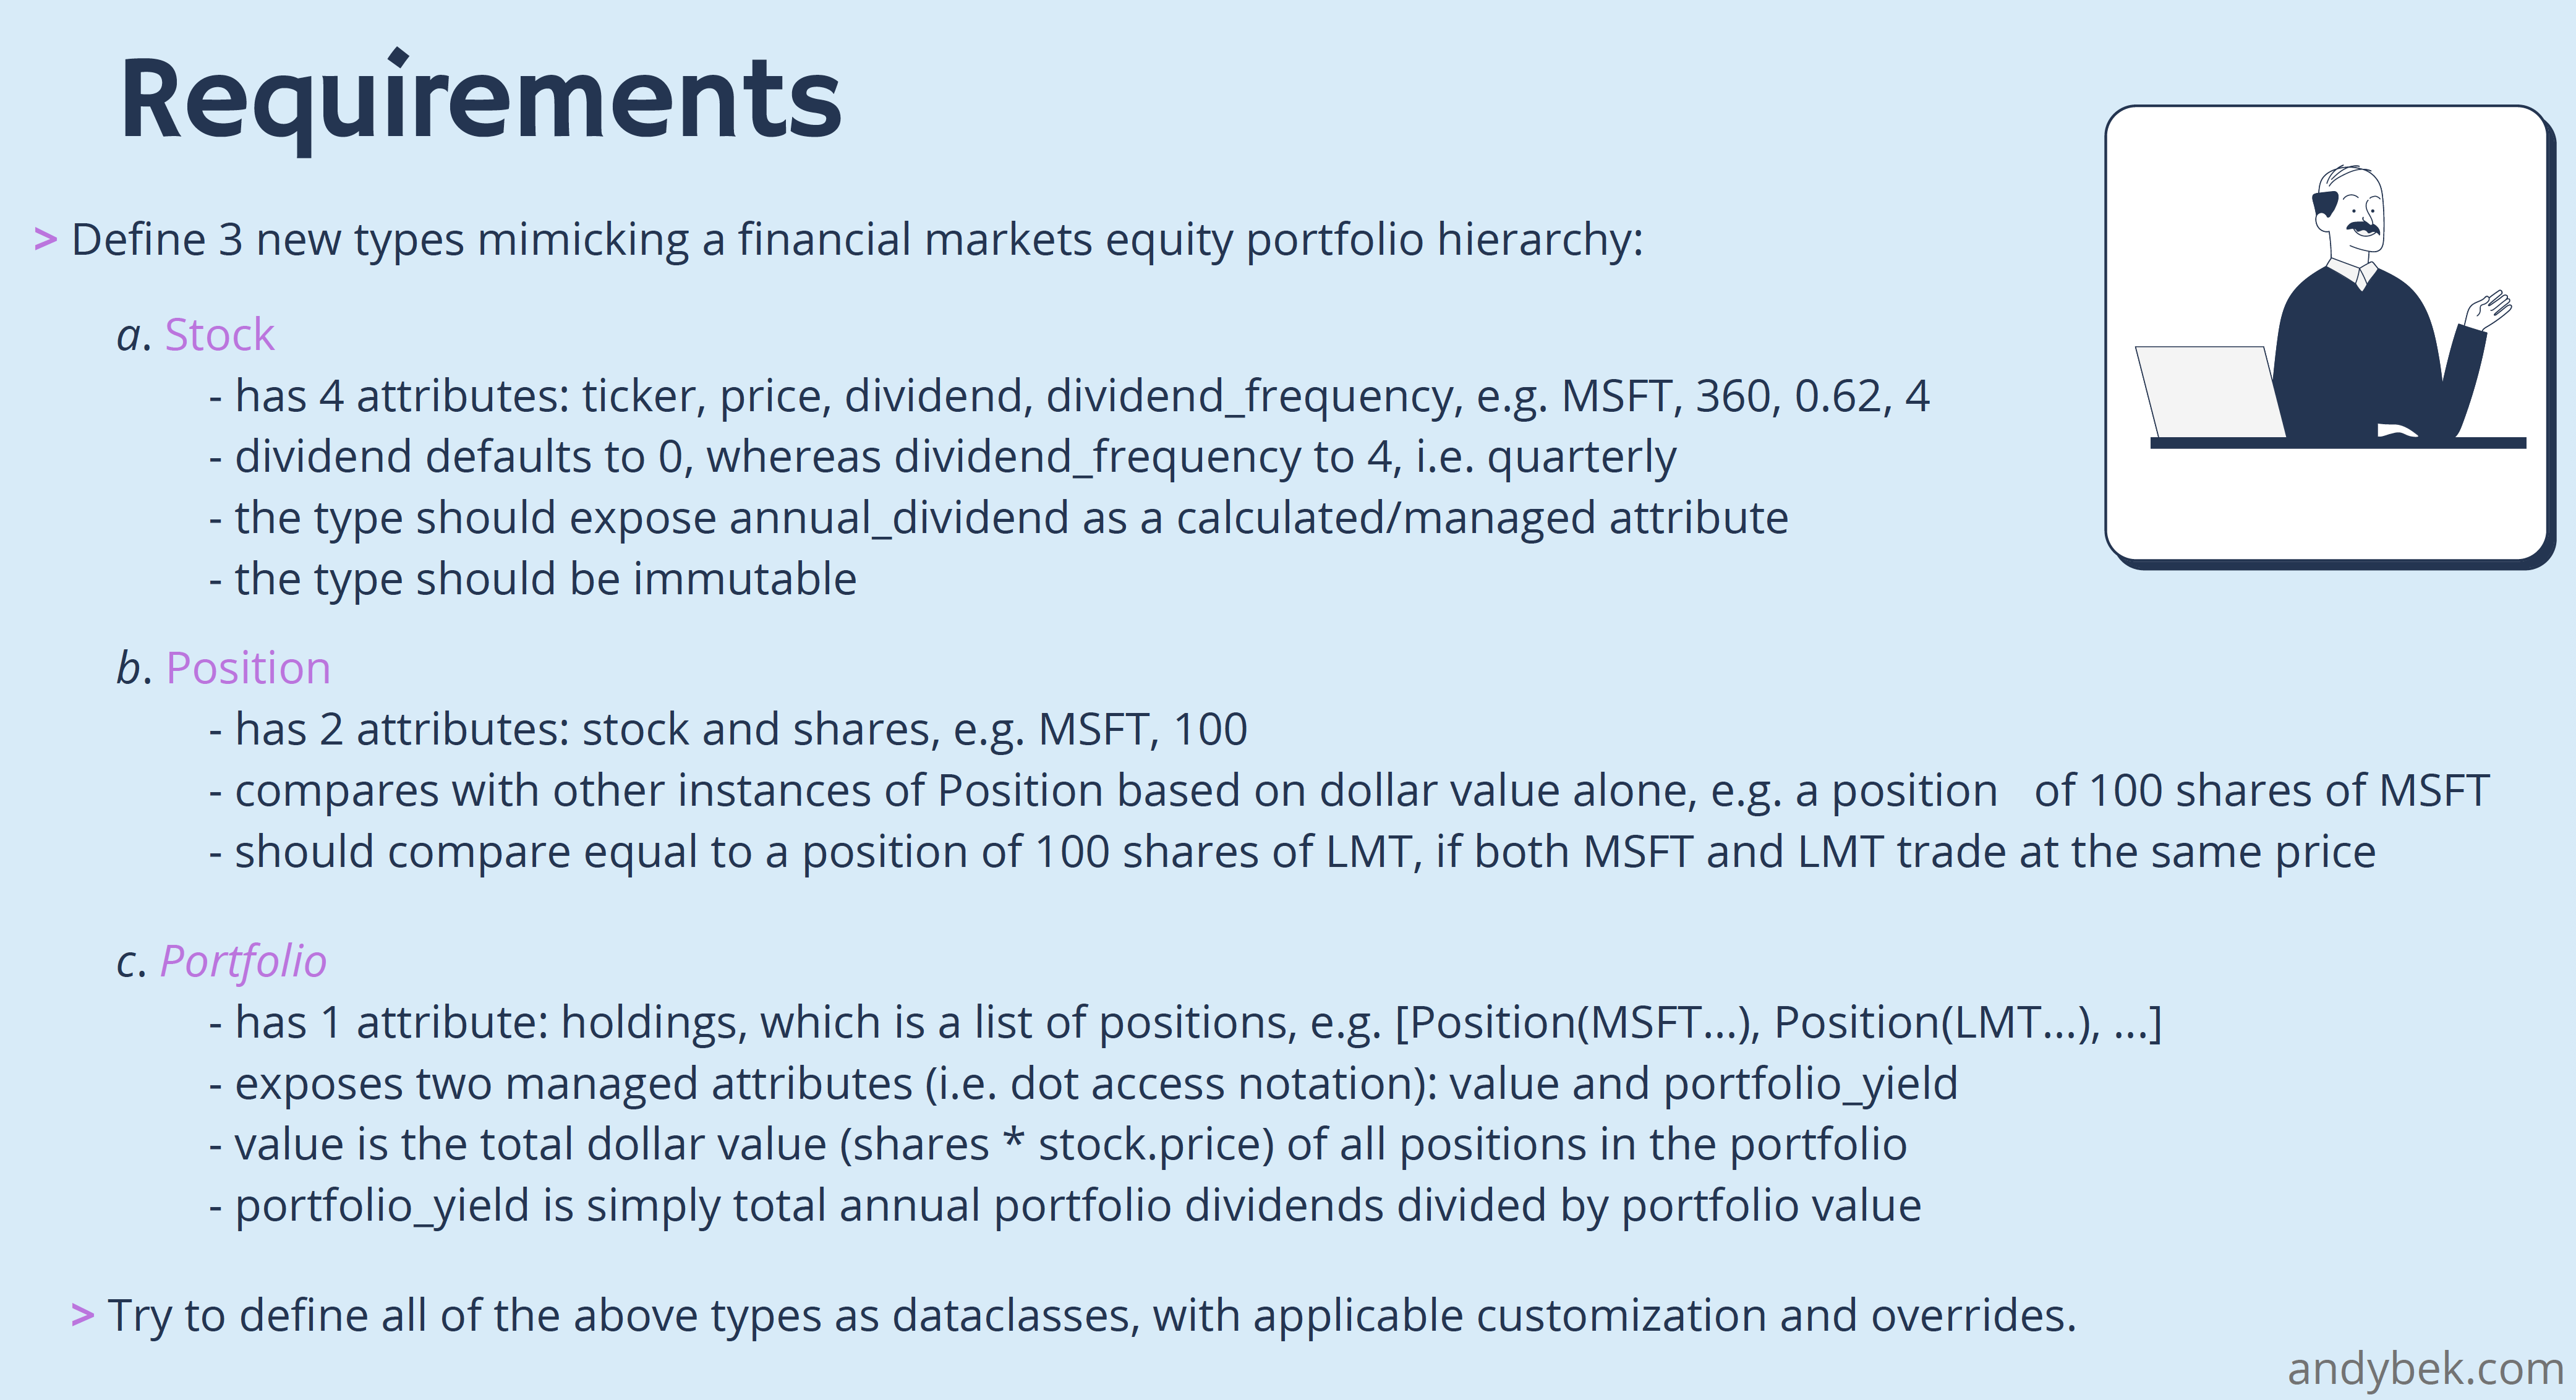 Requirements
> Define 3 new types mimicking a financial markets equity portfolio hierarchy:
a. Stock
- has 4 attributes: ticker, price, dividend, dividend_frequency, e.g. MSFT, 360, 0.62, 4
- dividend defaults to 0, whereas dividend_frequency to 4, i.e. quarterly
- the type should expose annual_dividend as a calculated/managed attribute
- the type should be immutable
b. Position
- has 2 attributes: stock and shares, e.g. MSFT, 100
- compares with other instances of Position based on dollar value alone, e.g. a position   of 100 shares of MSFT
- should compare equal to a position of 100 shares of LMT, if both MSFT and LMT trade at the same price
c. Portfolio
- has 1 attribute: holdings, which is a list of positions, e.g. [Position(MSFT...), Position(LMT...), ...]
- exposes two managed attributes (i.e. dot access notation): value and portfolio_yield
- value is the total dollar value (shares * stock.price) of all positions in the portfolio
- portfolio_yield is simply total annual portfolio dividends divided by portfolio value
> Try to define all of the above types as dataclasses, with applicable customization and overrides.
andybek.com